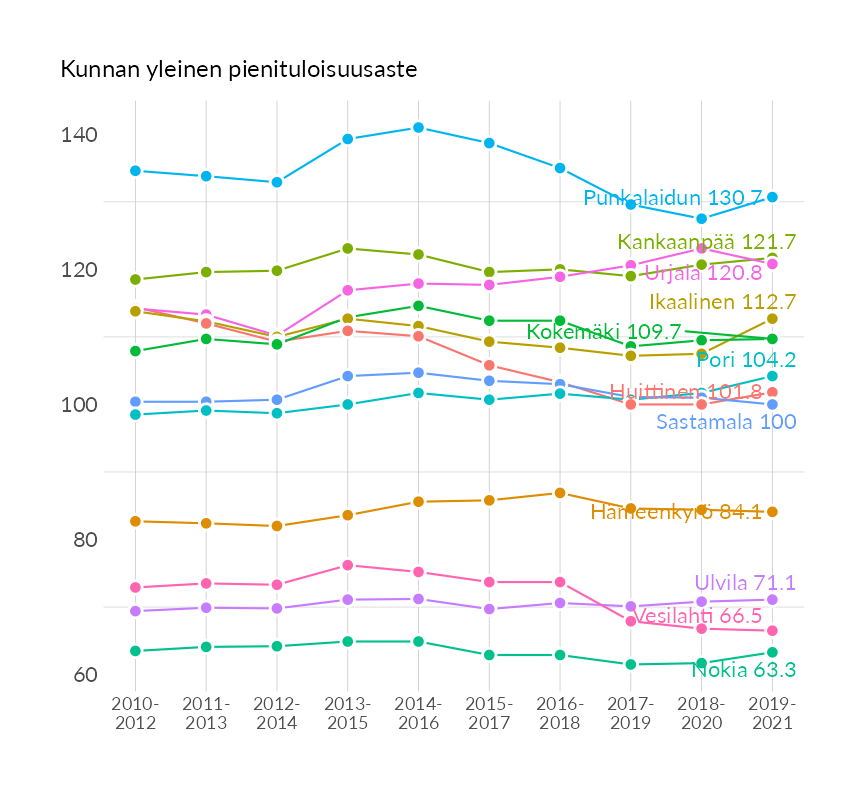 Kunnan yleinen pienituloisuusaste
140
120
100
80
60
Punkalaidun 130.7
Kankaanpää 121.7
Urjala 120.8
Ikaalinen 112.7
Kokemäki 109.7
Pori 104.2
Huittinen 101.8
Sastamala 100
Hämeenkyrö 84.1
Ulvila 71.1
Vesilahti 66.5
Nokia 63.3
2010-
2012
2011-
2013
2012-
2014
2013-
2015
2014-
2016
2015-
2017
2016-
2018
2017-
2019
2018-
2020
2019-
2021